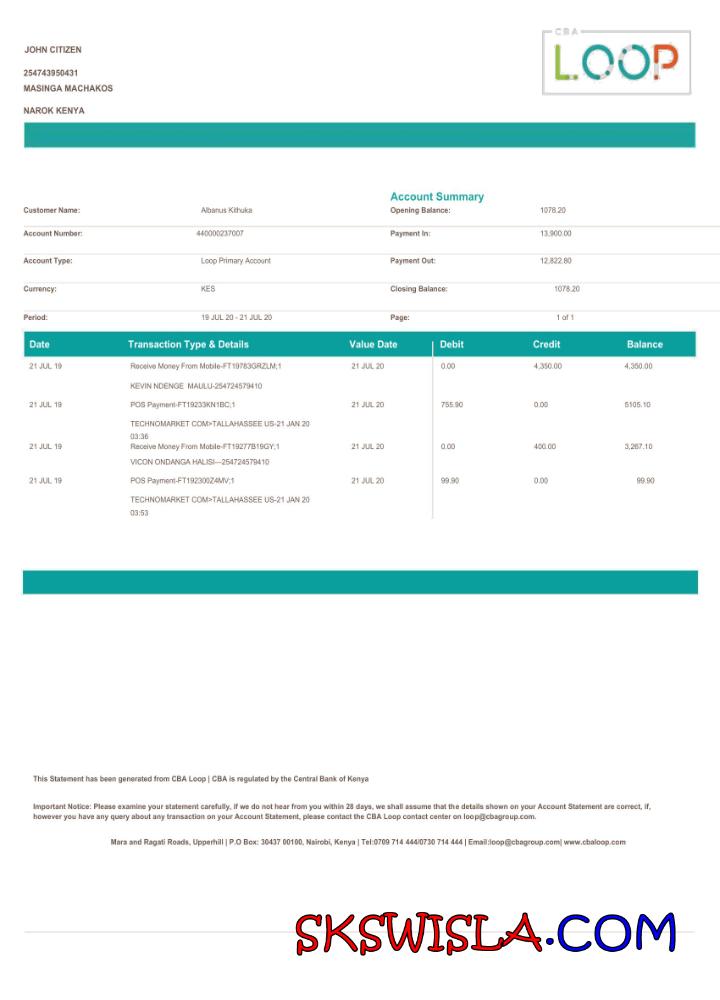 JOHN CITIZEN
CBA
LOOP
254743950431
MASINGA MACHAKOS
NAROK KENYA
Account Summary
Customer Name: Albanus Kithuka Opening Balance: 1078.20
Account Number: 440000237007 Payment In: 13,900.00
Account Type: Loop Primary Account Payment Out: 12,822.80
Currency: KES Closing Balance: 1078.20
Period: 19 JUL 20 - 21 JUL 20 Page: 1 of 1
Date Transaction Type & Details Value Date Debit Credit Balance
21 JUL 19 Receive Money From Mobile-FT19783GRZLM;1 21 JUL 20 0.00 4,350.00 4,350.00
KEVIN NDENGE MAULU-254724579410
21 JUL 19 POS Payment-FT19233KN1BC;1 21 JUL 20 755.90 0.00 5105.10
TECHNOMARKET COM>TALLAHASSEE US-21 JAN 20
03:36
21 JUL 19 Receive Money From Mobile-FT19277B19GY;1 21 JUL 20 0.00 400.00 3,267.10
VICON ONDANGA HALISI---254724579410
21 JUL 19 POS Payment-FT192300Z4MV;1 21 JUL 20 99.90 0.00 99.90
TECHNOMARKET COM>TALLAHASSEE US-21 JAN 20
03:53
This Statement has been generated from CBA Loop | CBA is regulated by the Central Bank of Kenya
Important Notice: Please examine your statement carefully, if we do not hear from you within 28 days, we shall assume that the details shown on your Account Statement are correct, if,
however you have any query about any transaction on your Account Statement, please contact the CBA Loop contact center on loop@cbagroup.com.
Mara and Ragati Roads, Upperhill | P.O Box: 30437 00100, Nairobi, Kenya | Tel:0709 714 444/0730 714 444 | Email:loop@cbagroup.com| www.cbaloop.com
SKSWISLA.COM